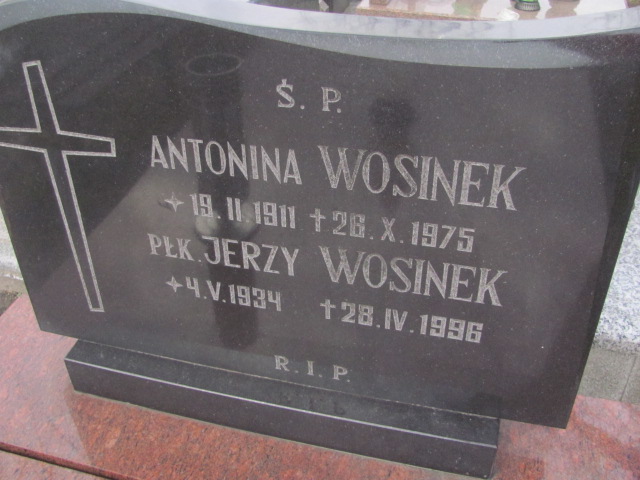 Ś. P.
ANTONINA WOSINEK
19.II.1911 †26.X.1975
PŁK. JERZY WOSINEK
4.V.1934 †28.IV.1996
R.I.P.